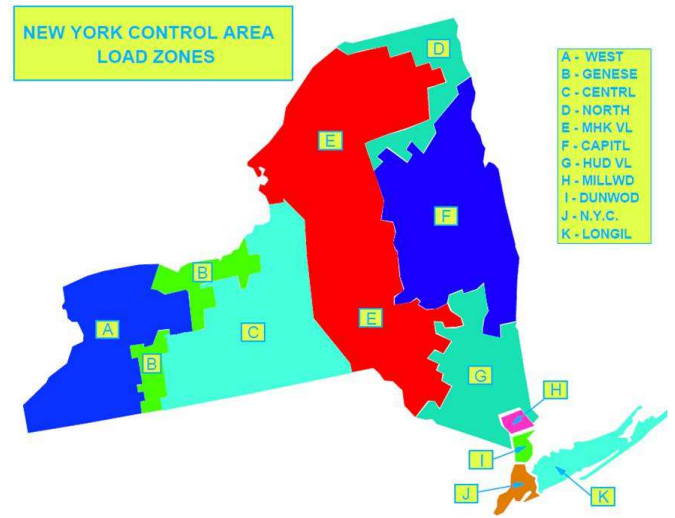 NEW YORK CONTROL AREA
LOAD ZONES
A - WEST
B - GENESE
C - CENTRL
D - NORTH
E - MHK VL
F - CAPITL
G - HUD VL
H - MILLWD
I - DUNWOD
J - N.Y.C.
K - LONGIL
D
E
F
B
A
E
C
B
G
H
I
J
K